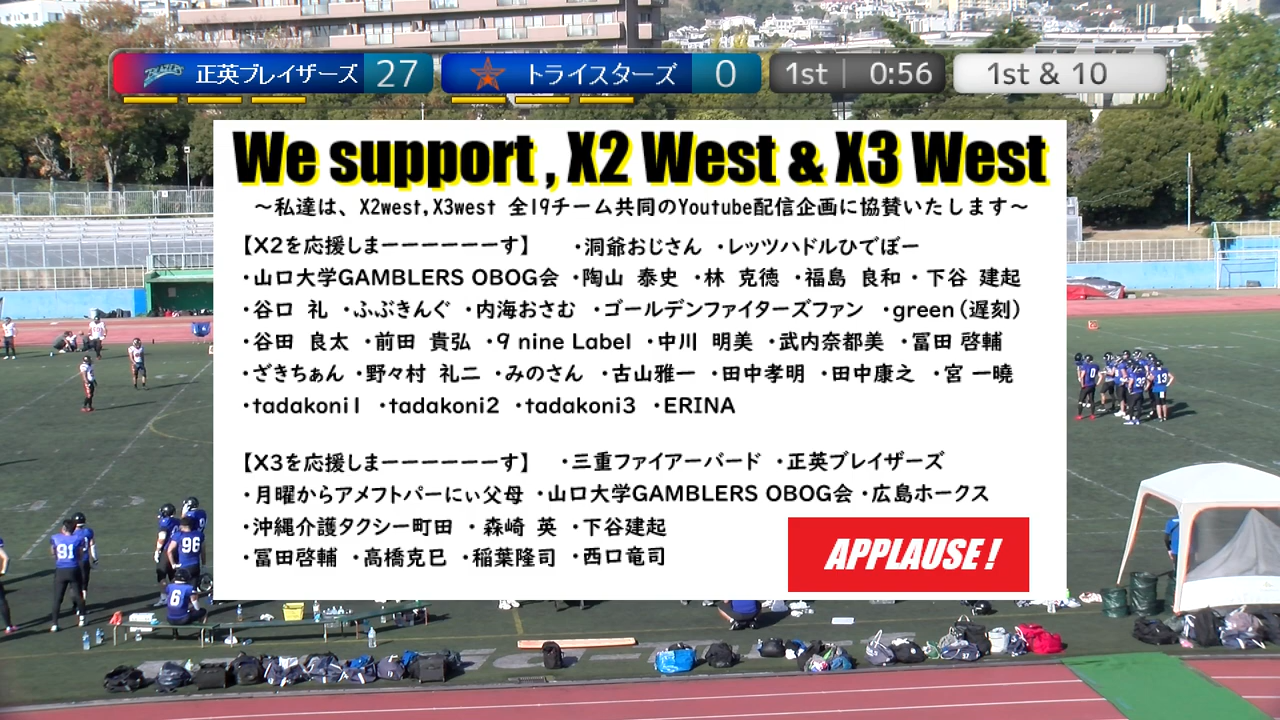 BLAZERS 正英ブレイザーズ 27 トライスターズ 0 1st | 0:56 1st & 10
We support , X2 West & X3 West
～私達は、X2west,X3west 全19チーム共同のYoutube配信企画に協賛いたします～
【X2を応援しまーーーーーーす】 ・洞爺おじさん ・レッツハドルひでぼー
・山口大学GAMBLERS OBOG会 ・陶山 泰史 ・林 克徳 ・福島 良和 ・下谷 建起
・谷口 礼 ・ふぶきんぐ ・内海おさむ ・ゴールデンファイターズファン ・green（遅刻）
・谷田 良太 ・前田 貴弘 ・9 nine Label ・中川 明美 ・武内奈都美 ・冨田 啓輔
・ざきちぁん ・野々村 礼二 ・みのさん ・古山雅一 ・田中孝明 ・田中康之 ・宮 一曉
・tadakoni1 ・tadakoni2 ・tadakoni3 ・ERINA
【X3を応援しまーーーーーーす】 ・三重ファイアーバード ・正英ブレイザーズ
・月曜からアメフトパーにぃ父母 ・山口大学GAMBLERS OBOG会 ・広島ホークス
・沖縄介護タクシー町田 ・森崎 英 ・下谷建起
・冨田啓輔 ・高橋克巳 ・稲葉隆司 ・西口竜司
APPLAUSE!
0
32
13
91
96
6